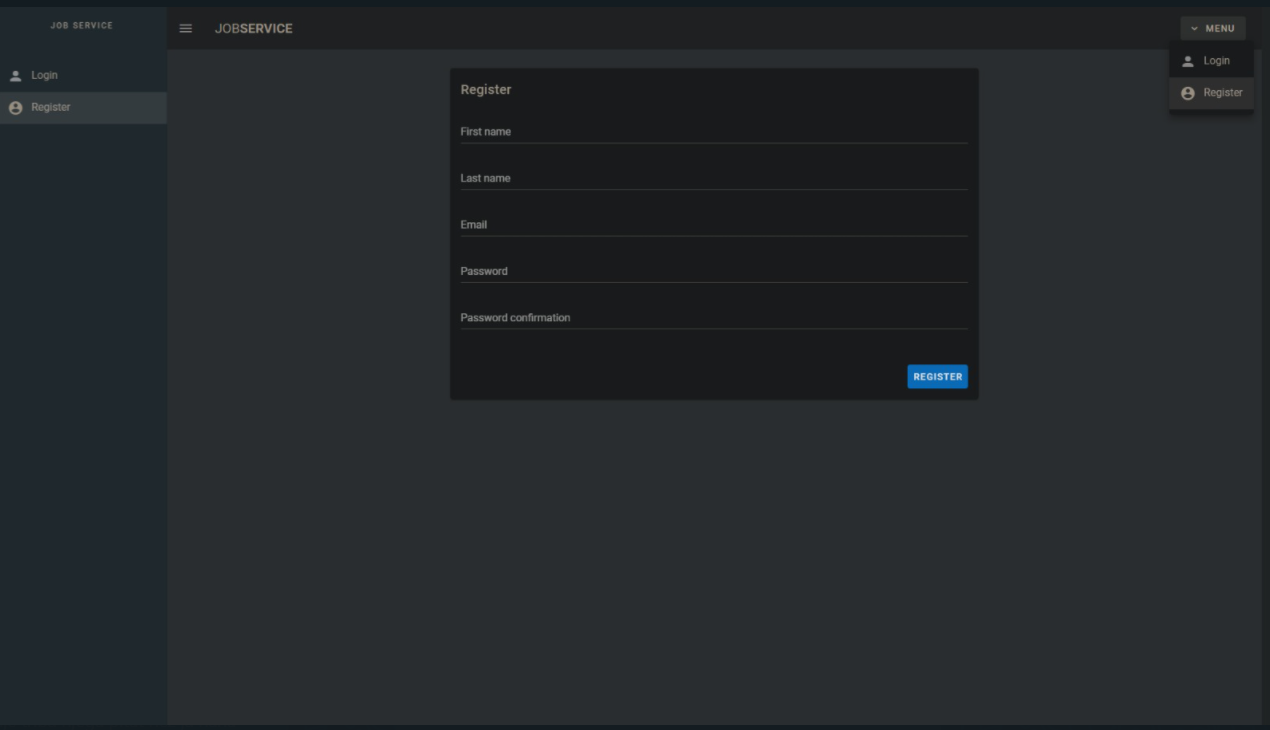 JOB SERVICE
Login
Register
JOBSERVICE
MENU
Login
Register
Register
First name
Last name
Email
Password
Password confirmation
REGISTER